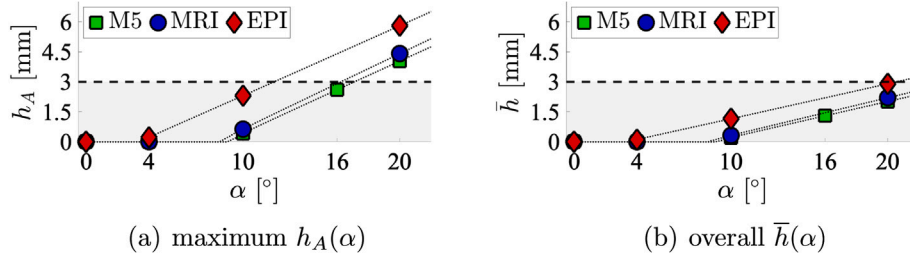 M5 MRI EPI
h_A [mm]
6
4.5
3
1.5
0
0 4 10 16 20
α [°]
(a) maximum h_A(α)
M5 MRI EPI
h̄ [mm]
6
4.5
3
1.5
0
0 4 10 16 20
α [°]
(b) overall h̄(α)